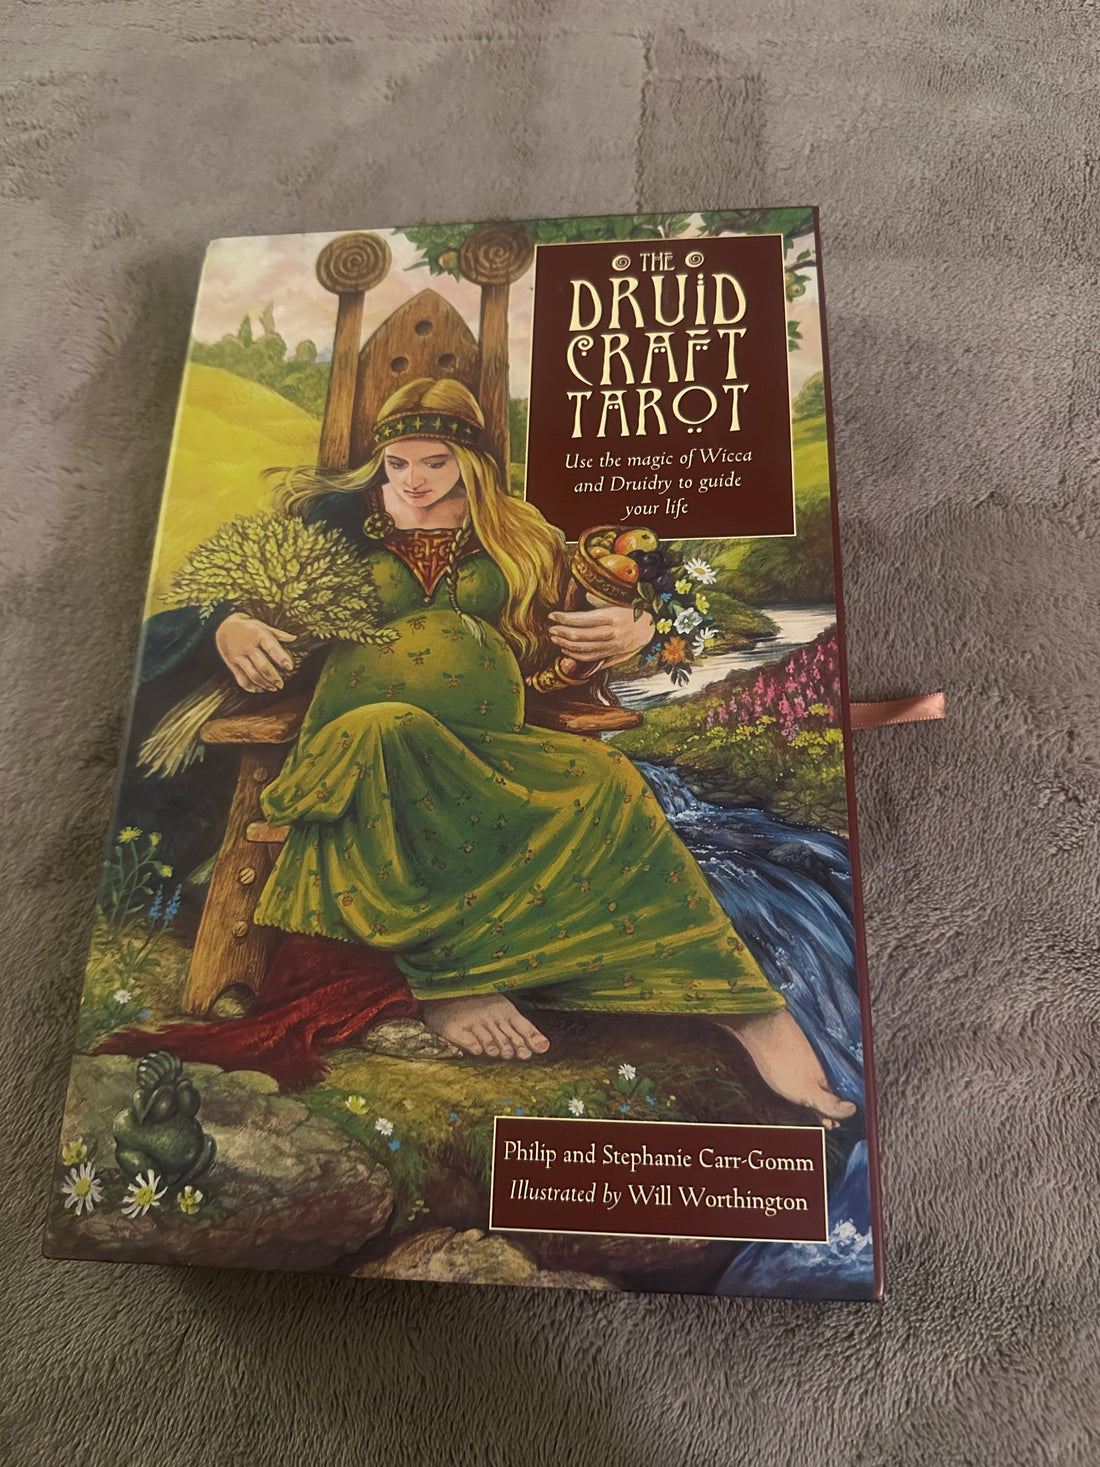 THE
DRUID
CRAFT
TAROT
Use the magic of Wicca
and Druidry to guide
your life
Philip and Stephanie Carr-Gomm
Illustrated by Will Worthington